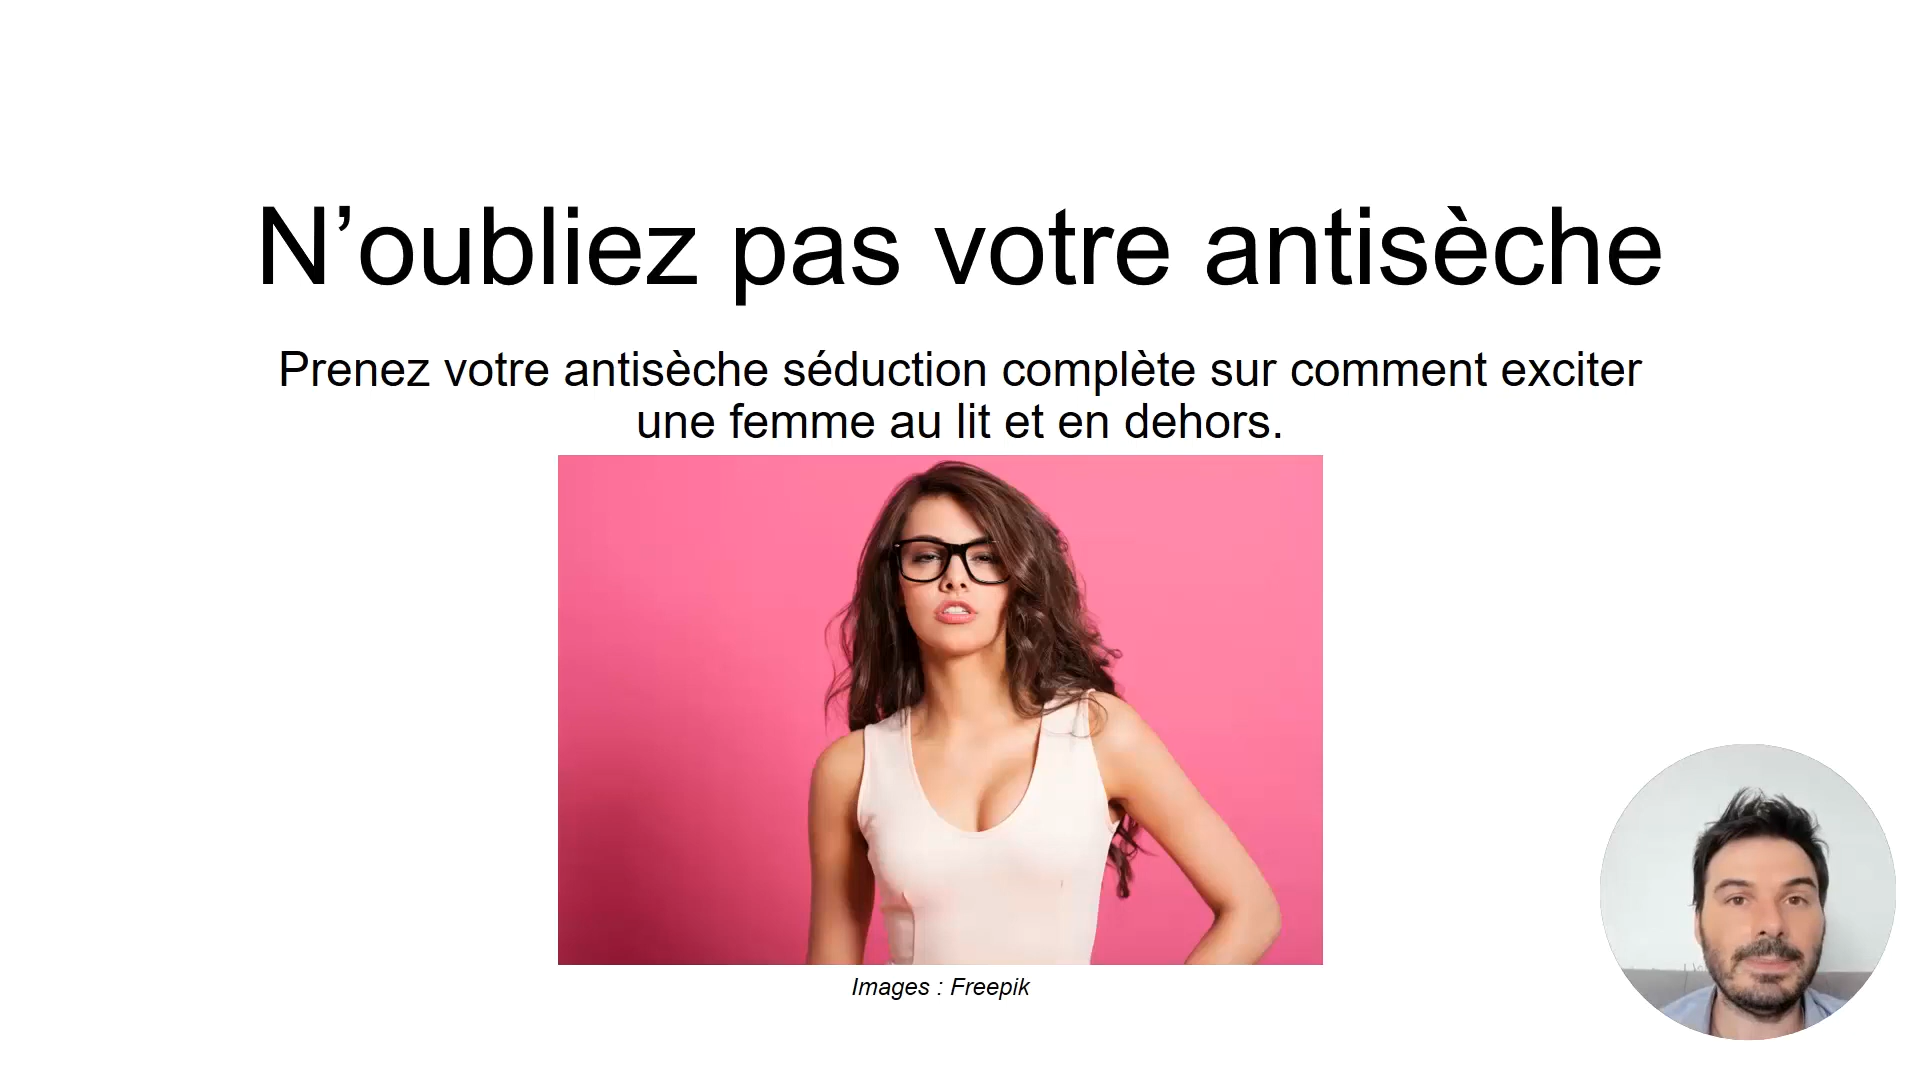 N’oubliez pas votre antisèche
Prenez votre antisèche séduction complète sur comment exciter
une femme au lit et en dehors.
Images : Freepik